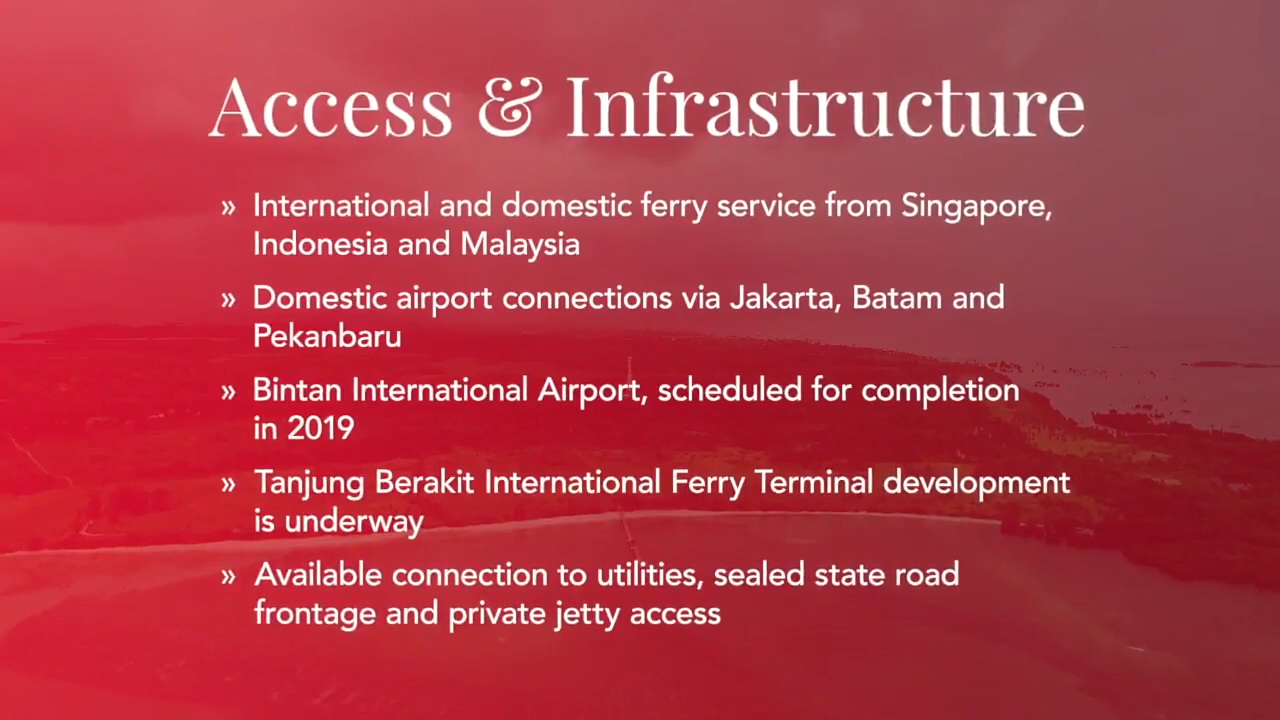 Access & Infrastructure
» International and domestic ferry service from Singapore,
Indonesia and Malaysia
» Domestic airport connections via Jakarta, Batam and
Pekanbaru
» Bintan International Airport, scheduled for completion
in 2019
» Tanjung Berakit International Ferry Terminal development
is underway
» Available connection to utilities, sealed state road
frontage and private jetty access